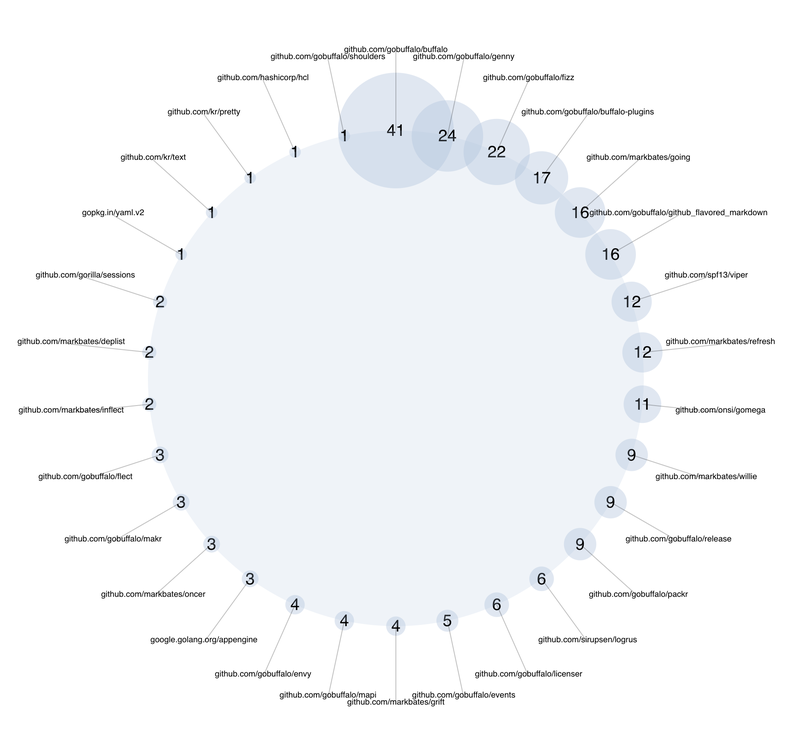 github.com/gobuffalo/buffalo
41
github.com/gobuffalo/genny
24
github.com/gobuffalo/fizz
22
github.com/gobuffalo/buffalo-plugins
17
github.com/markbates/going
16
github.com/gobuffalo/github_flavored_markdown
16
github.com/spf13/viper
12
github.com/markbates/refresh
12
github.com/onsi/gomega
11
github.com/markbates/willie
9
github.com/gobuffalo/release
9
github.com/gobuffalo/packr
9
github.com/sirupsen/logrus
6
github.com/gobuffalo/licenser
6
github.com/gobuffalo/events
5
github.com/markbates/grift
4
github.com/gobuffalo/mapi
4
github.com/gobuffalo/envy
4
google.golang.org/appengine
3
github.com/markbates/oncer
3
github.com/gobuffalo/makr
3
github.com/gobuffalo/flect
3
github.com/markbates/inflect
2
github.com/markbates/deplist
2
github.com/gorilla/sessions
2
gopkg.in/yaml.v2
1
github.com/kr/text
1
github.com/kr/pretty
1
github.com/hashicorp/hcl
1
github.com/gobuffalo/shoulders
1